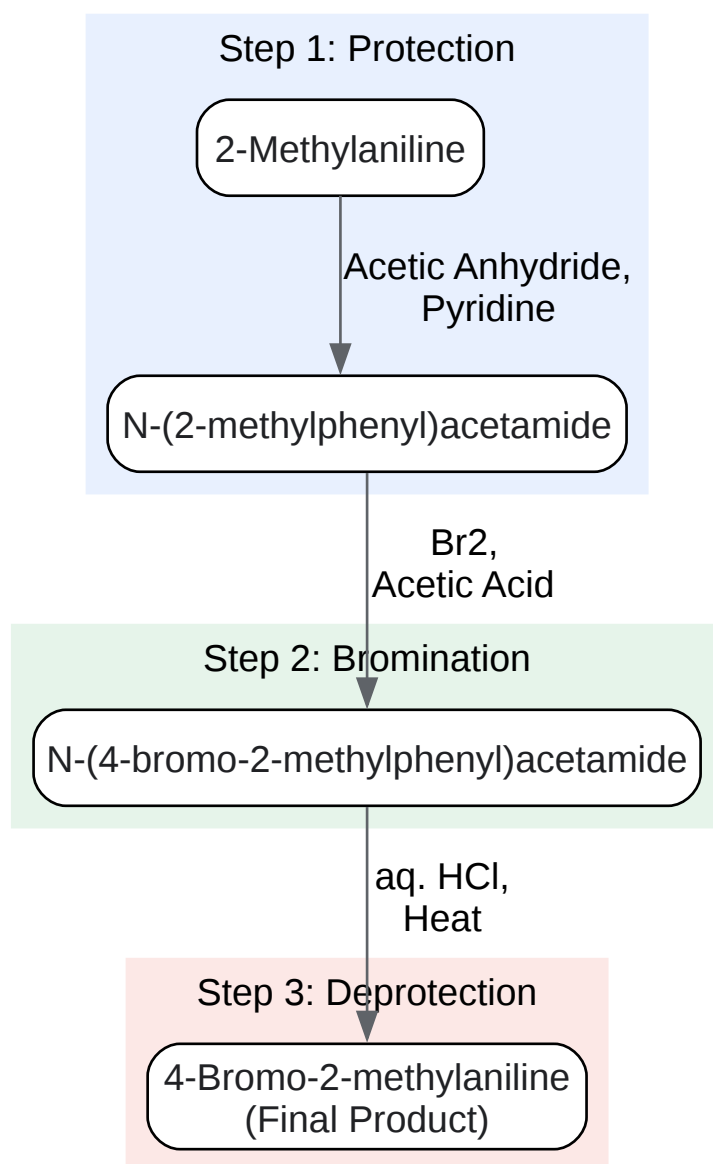 Step 1: Protection
2-Methylaniline
Acetic Anhydride,
Pyridine
N-(2-methylphenyl)acetamide
Br2,
Acetic Acid
Step 2: Bromination
N-(4-bromo-2-methylphenyl)acetamide
aq. HCl,
Heat
Step 3: Deprotection
4-Bromo-2-methylaniline
(Final Product)